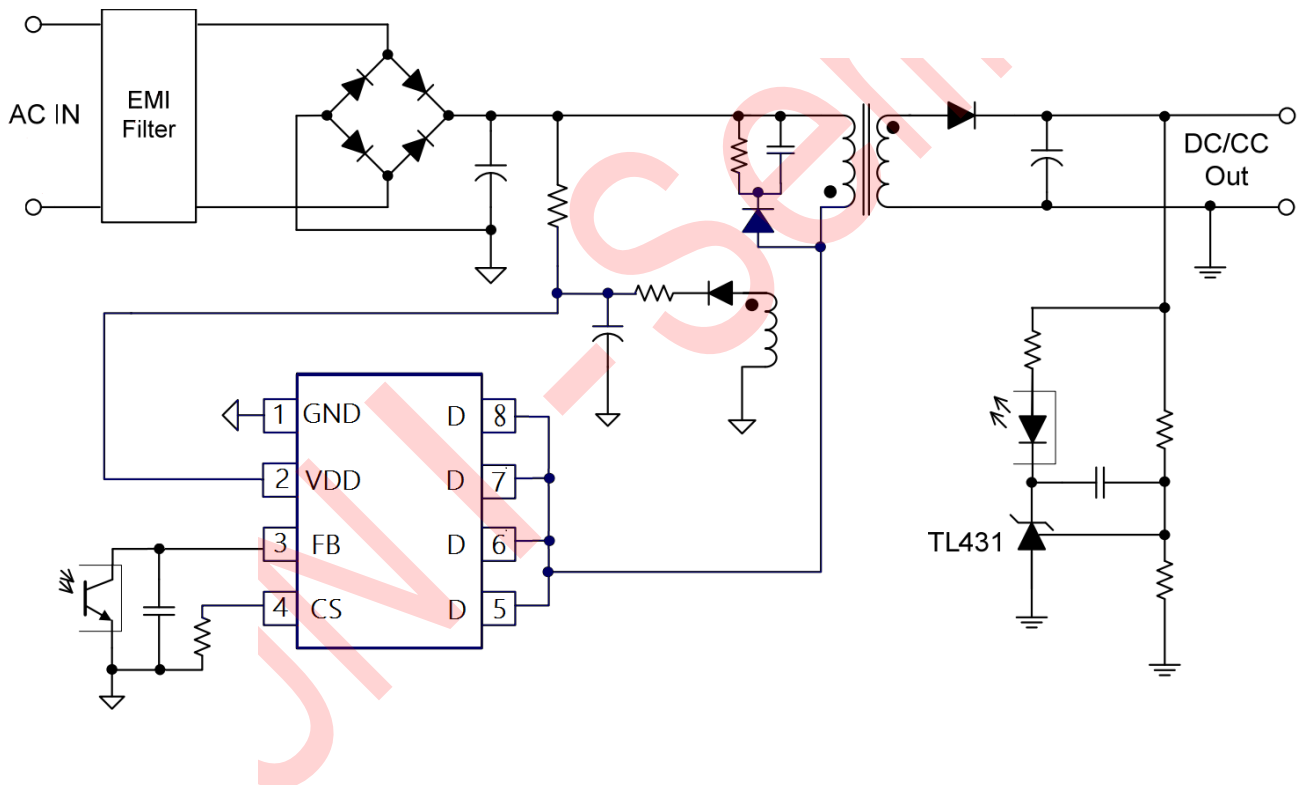 AC IN
EMI
Filter
DC/CC
Out
1 GND D 8
2 VDD D 7
3 FB D 6
4 CS D 5
TL431